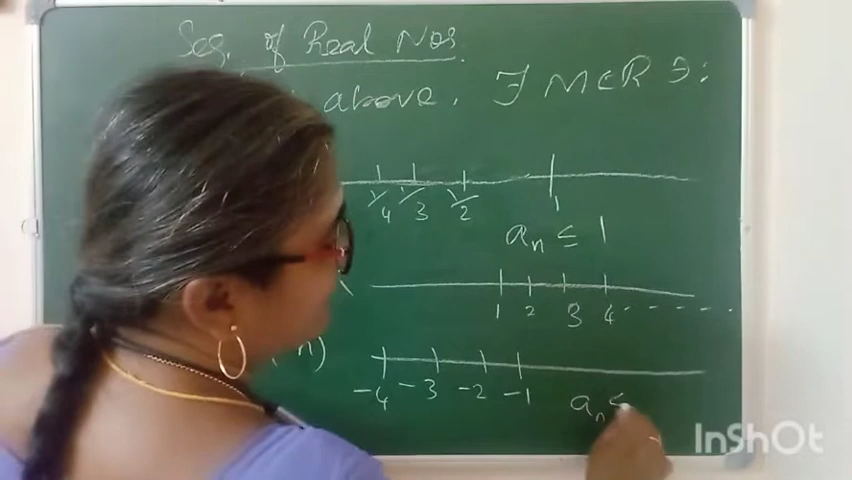 Seq. of Real Nos.
above. ∃ M ∈ R ∋:
1/4 1/3 1/2 1
aₙ ≤ 1
1 2 3 4 - - - - -
n)
-4 -3 -2 -1
aₙ ≤
InShOt